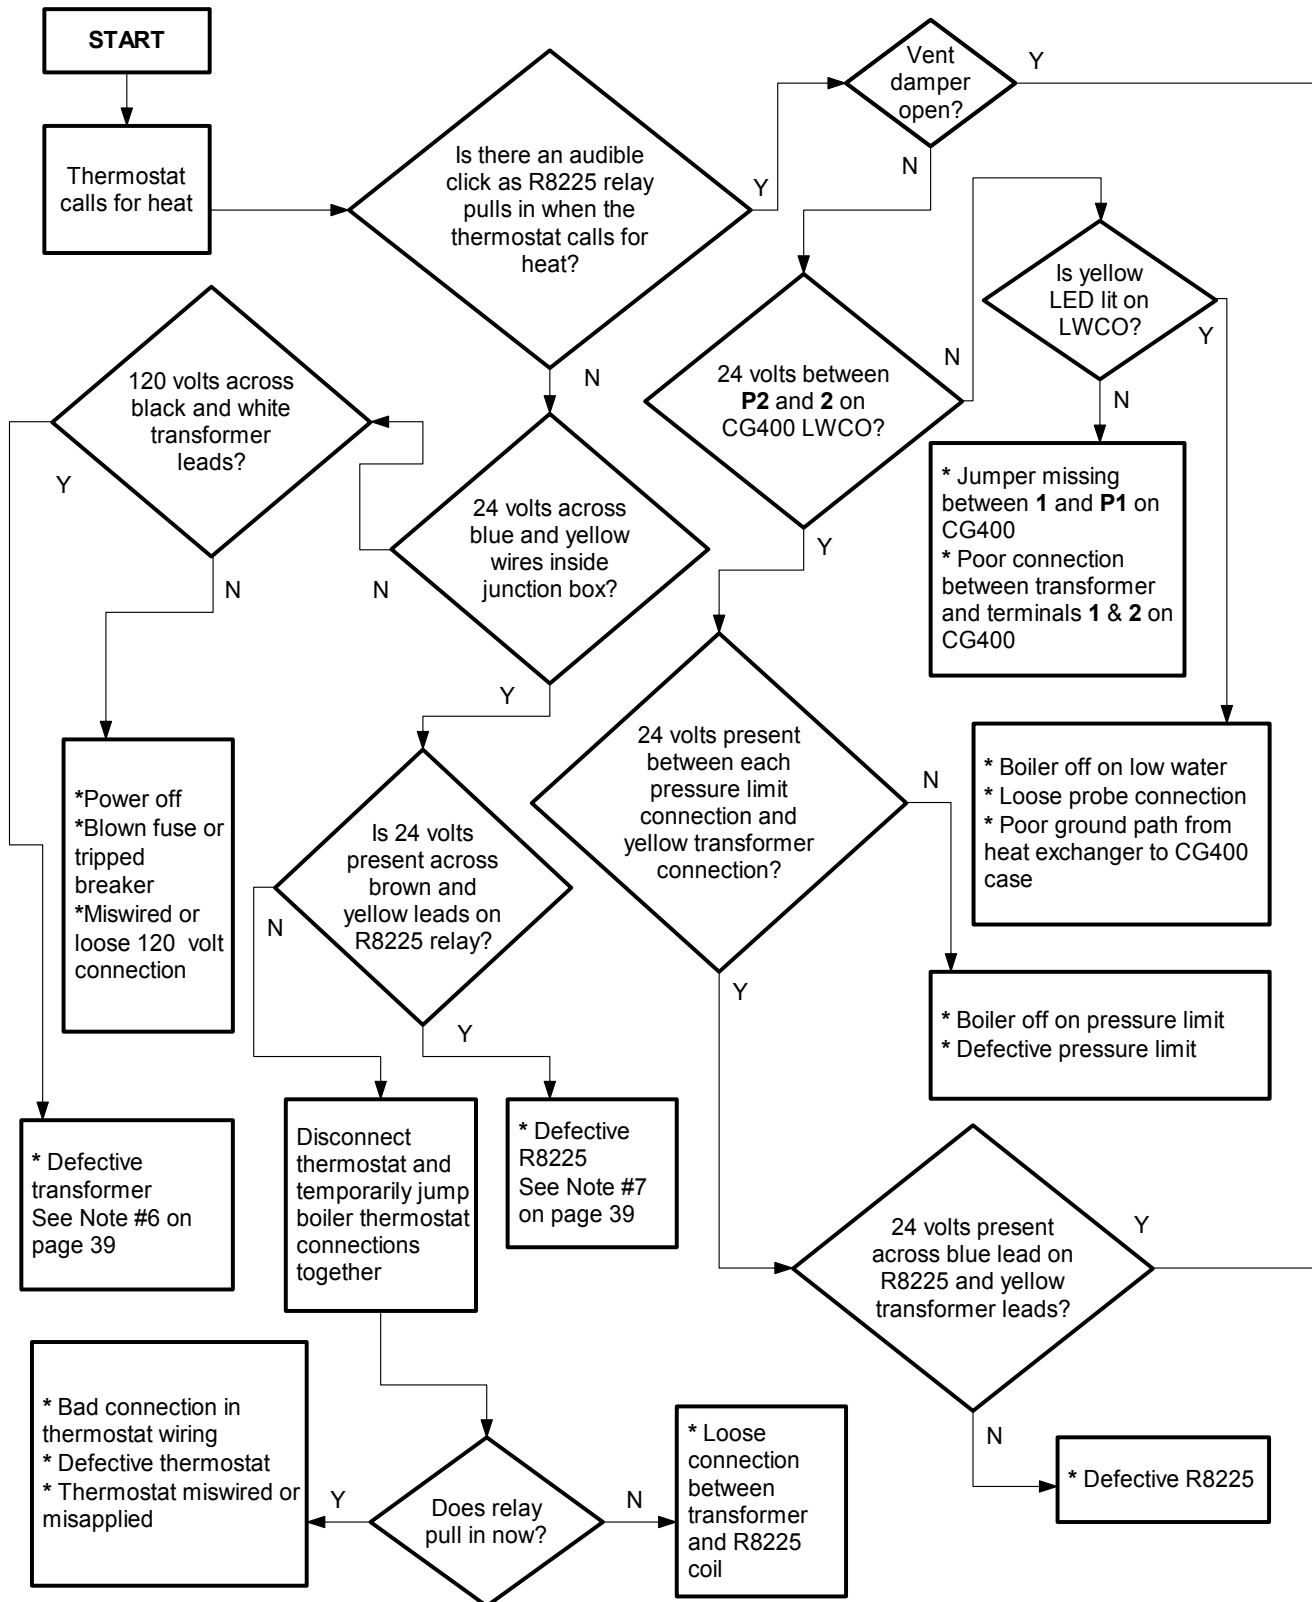 START
Thermostat
calls for heat
Is there an audible
click as R8225 relay
pulls in when the
thermostat calls for
heat?
Y
N
Vent
damper
open?
Y
N
24 volts between
P2 and 2 on
CG400 LWCO?
N
Y
Is yellow
LED lit on
LWCO?
Y
N
* Jumper missing
between 1 and P1 on
CG400
* Poor connection
between transformer
and terminals 1 & 2 on
CG400
* Boiler off on low water
* Loose probe connection
* Poor ground path from
heat exchanger to CG400
case
120 volts across
black and white
transformer
leads?
Y
N
24 volts across
blue and yellow
wires inside
junction box?
N
Y
*Power off
*Blown fuse or
tripped
breaker
*Miswired or
loose 120 volt
connection
Is 24 volts
present across
brown and
yellow leads on
R8225 relay?
N
Y
24 volts present
between each
pressure limit
connection and
yellow transformer
connection?
N
Y
* Boiler off on pressure limit
* Defective pressure limit
* Defective
transformer
See Note #6 on
page 39
Disconnect
thermostat and
temporarily jump
boiler thermostat
connections
together
* Defective
R8225
See Note #7
on page 39
24 volts present
across blue lead on
R8225 and yellow
transformer leads?
Y
N
* Bad connection in
thermostat wiring
* Defective thermostat
* Thermostat miswired or
misapplied
Y
Does relay
pull in now?
N
* Loose
connection
between
transformer
and R8225
coil
* Defective R8225